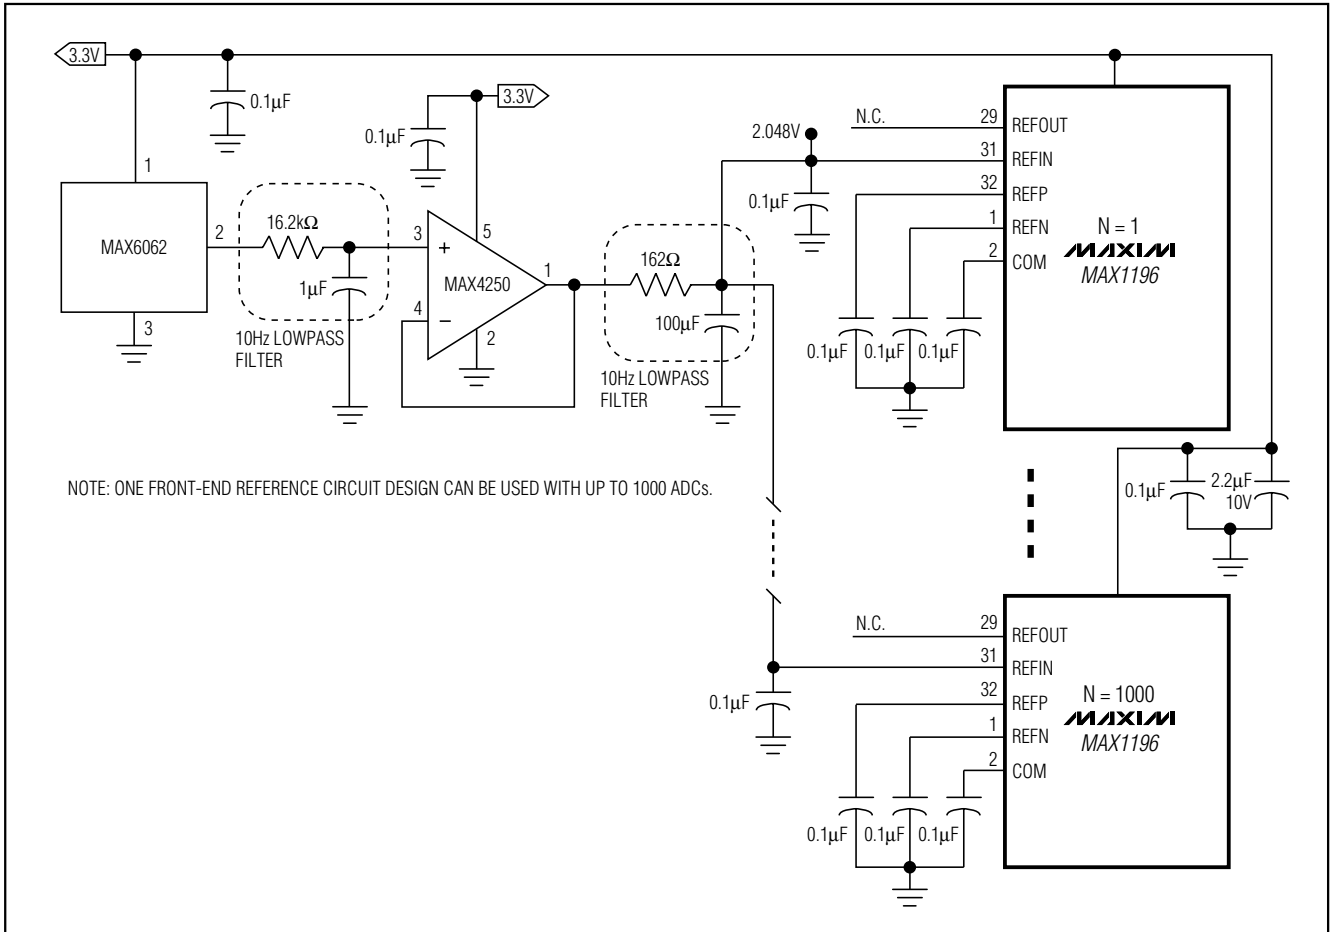 3.3V
0.1μF
3.3V
0.1μF
1
MAX6062
2
3
16.2kΩ
1μF
10Hz LOWPASS
FILTER
3
+
4
−
5
MAX4250
1
2
162Ω
100μF
10Hz LOWPASS
FILTER
2.048V
0.1μF
N.C.
29
REFOUT
31
REFIN
32
REFP
1
REFN
2
COM
N = 1
MAXIM
MAX1196
0.1μF
0.1μF
0.1μF
0.1μF
2.2μF
10V
NOTE: ONE FRONT-END REFERENCE CIRCUIT DESIGN CAN BE USED WITH UP TO 1000 ADCs.
N.C.
29
REFOUT
31
REFIN
32
REFP
1
REFN
2
COM
N = 1000
MAXIM
MAX1196
0.1μF
0.1μF
0.1μF
0.1μF